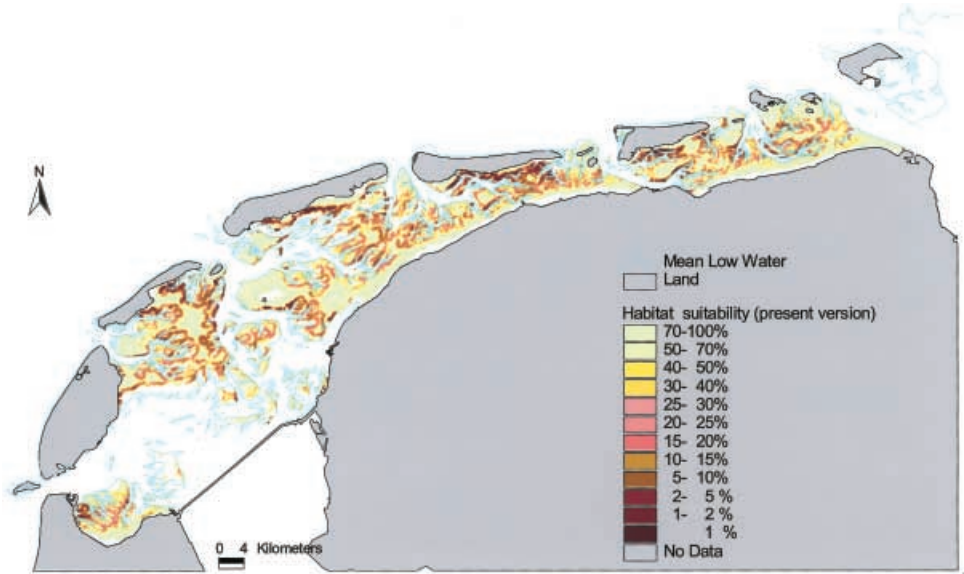 N
Mean Low Water
Land
Habitat suitability (present version)
70-100%
50- 70%
40- 50%
30- 40%
25- 30%
20- 25%
15- 20%
10- 15%
5- 10%
2- 5 %
1- 2 %
1 %
No Data
0 4 Kilometers